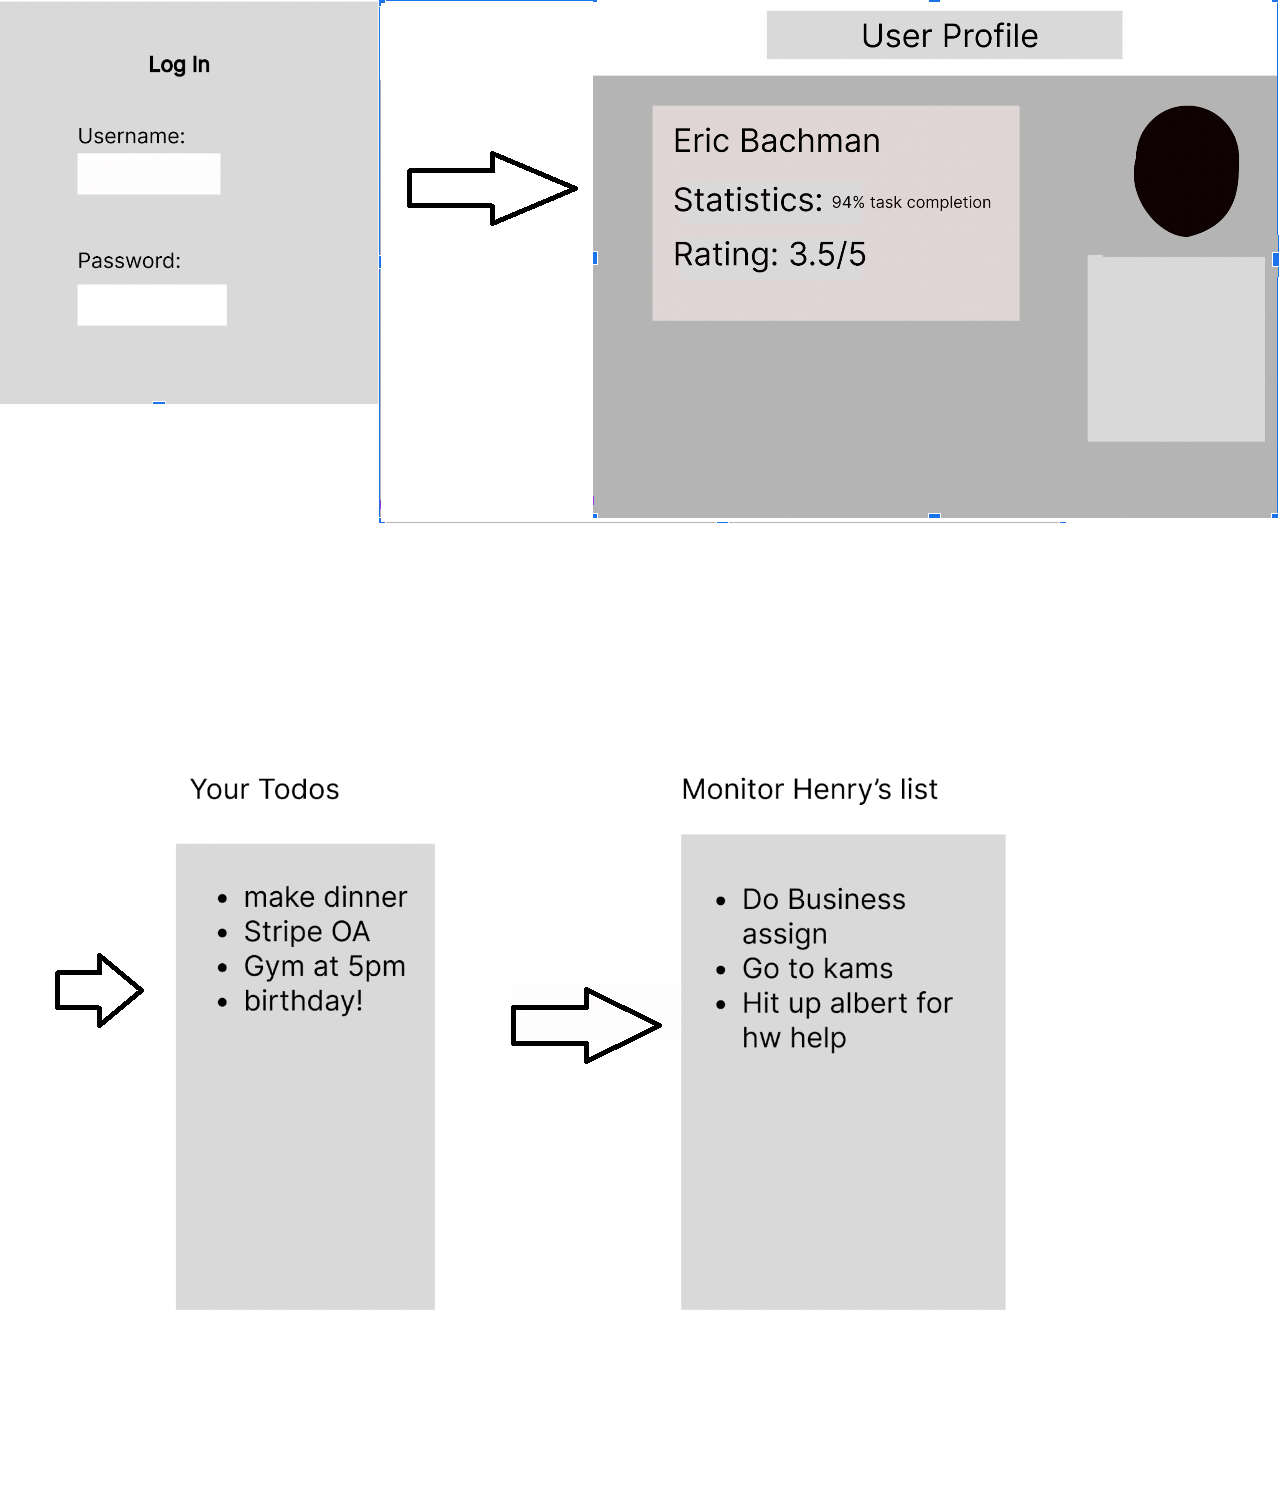 Log In
Username:
Password:
User Profile
Eric Bachman
Statistics: 94% task completion
Rating: 3.5/5
Your Todos
• make dinner
• Stripe OA
• Gym at 5pm
• birthday!
Monitor Henry’s list
• Do Business
assign
• Go to kams
• Hit up albert for
hw help